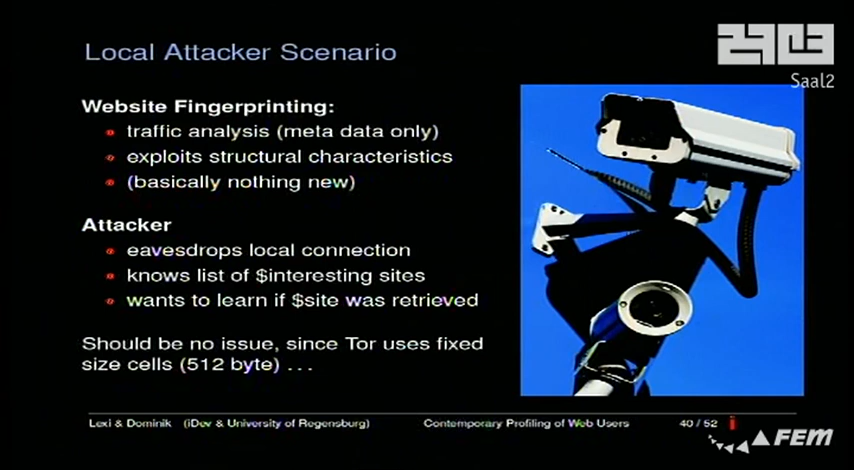 29C3
Saal2
Local Attacker Scenario
Website Fingerprinting:
traffic analysis (meta data only)
exploits structural characteristics
(basically nothing new)
Attacker
eavesdrops local connection
knows list of $interesting sites
wants to learn if $site was retrieved
Should be no issue, since Tor uses fixed
size cells (512 byte) ...
Lexi & Dominik (iDev & University of Regensburg) Contemporary Profiling of Web Users 40 / 52
FEM